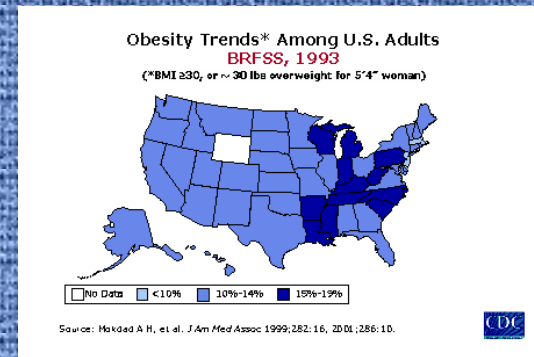 Obesity Trends* Among U.S. Adults
BRFSS, 1993
(*BMI ≥30, or ~ 30 lbs overweight for 5'4" woman)
No Data <10% 10%-14% 15%-19%
Source: Mokdad A H, et al. J Am Med Assoc 1999;282:16, 2001;286:10.
CDC